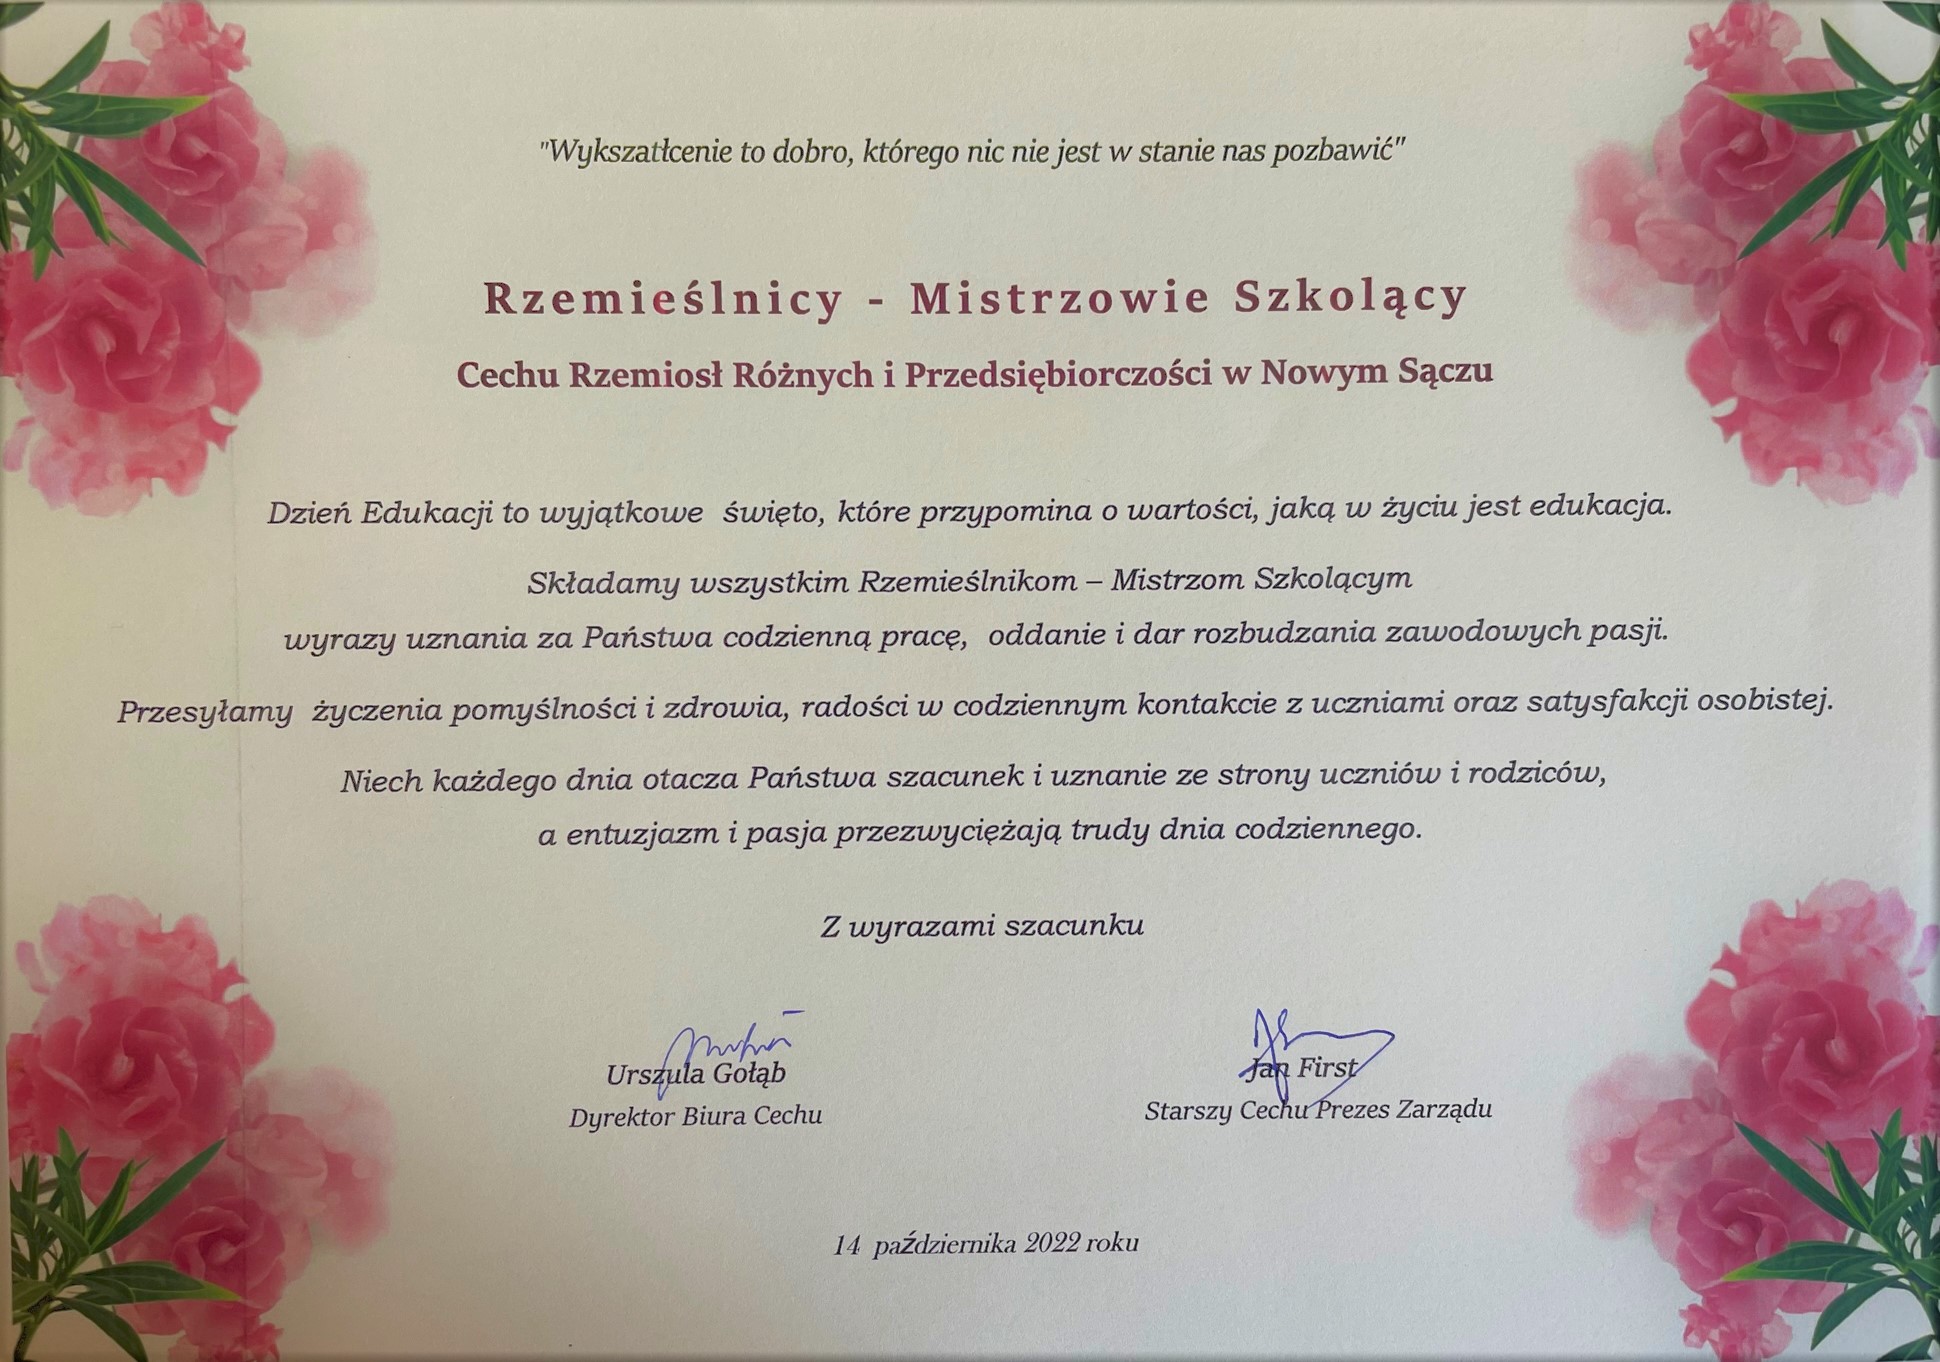 "Wykszatłcenie to dobro, którego nic nie jest w stanie nas pozbawić"
Rzemieślnicy - Mistrzowie Szkolący
Cechu Rzemiosł Różnych i Przedsiębiorczości w Nowym Sączu
Dzień Edukacji to wyjątkowe święto, które przypomina o wartości, jaką w życiu jest edukacja.
Składamy wszystkim Rzemieślnikom – Mistrzom Szkolącym
wyrazy uznania za Państwa codzienną pracę, oddanie i dar rozbudzania zawodowych pasji.
Przesyłamy życzenia pomyślności i zdrowia, radości w codziennym kontakcie z uczniami oraz satysfakcji osobistej.
Niech każdego dnia otacza Państwa szacunek i uznanie ze strony uczniów i rodziców,
a entuzjazm i pasja przezwyciężają trudy dnia codziennego.
Z wyrazami szacunku
Urszula Gołąb
Dyrektor Biura Cechu
Jan First
Starszy Cechu Prezes Zarządu
14 października 2022 roku